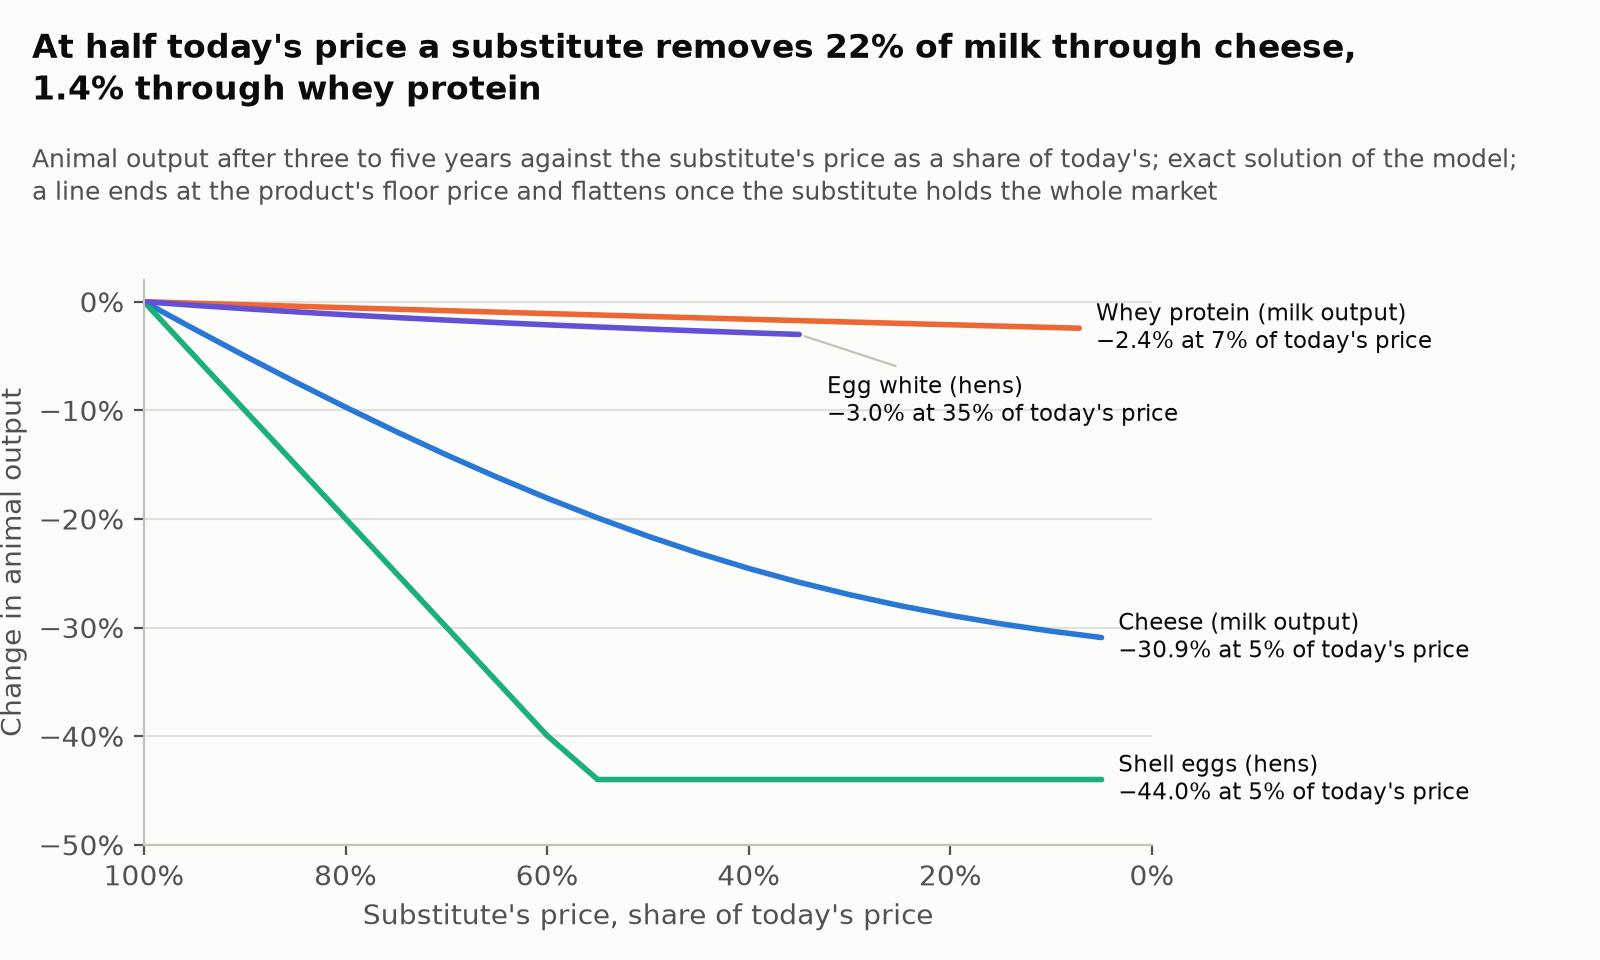 At half today's price a substitute removes 22% of milk through cheese,
1.4% through whey protein
Animal output after three to five years against the substitute's price as a share of today's; exact solution of the model;
a line ends at the product's floor price and flattens once the substitute holds the whole market
Change in animal output
0%
−10%
−20%
−30%
−40%
−50%
Whey protein (milk output)
−2.4% at 7% of today's price
Egg white (hens)
−3.0% at 35% of today's price
Cheese (milk output)
−30.9% at 5% of today's price
Shell eggs (hens)
−44.0% at 5% of today's price
100%
80%
60%
40%
20%
0%
Substitute's price, share of today's price